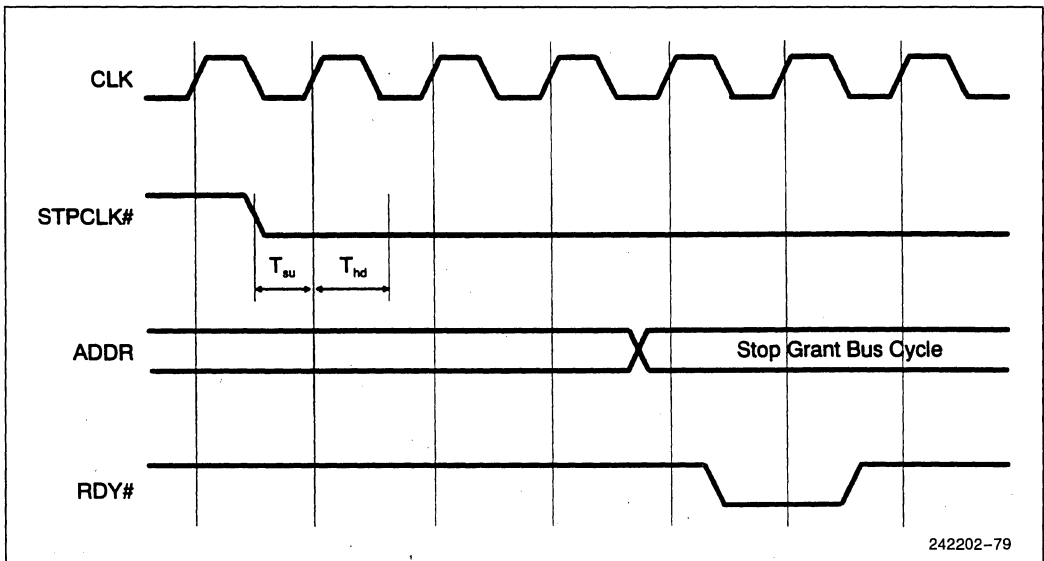 CLK
STPCLK#
Tsu
Thd
ADDR
Stop Grant Bus Cycle
RDY#
242202-79